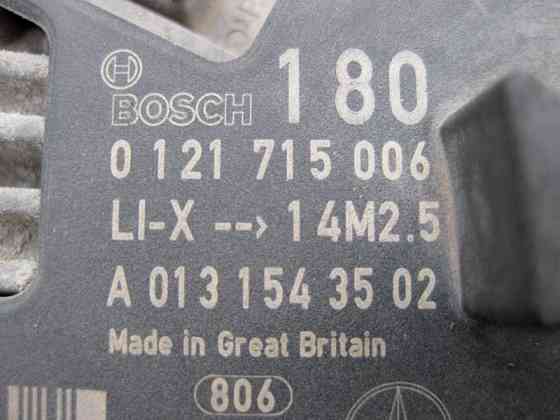 BOSCH 180
0 121 715 006
LI-X --> 14M2.5
A 013 154 35 02
Made in Great Britain
806